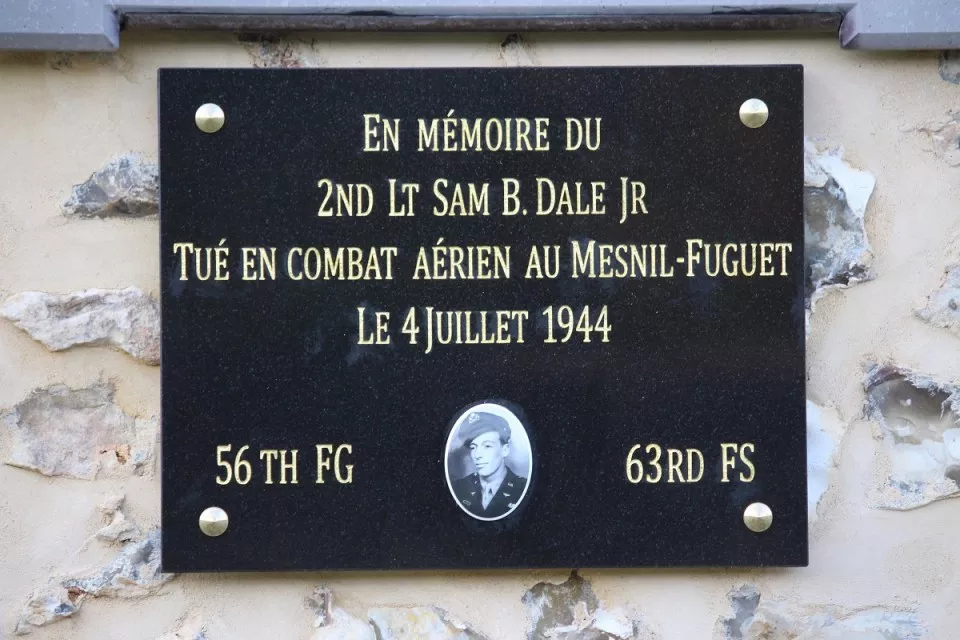 En mémoire du
2nd Lt Sam B. Dale Jr
Tué en combat aérien au Mesnil-Fuguet
Le 4 Juillet 1944
56 th FG
63rd FS